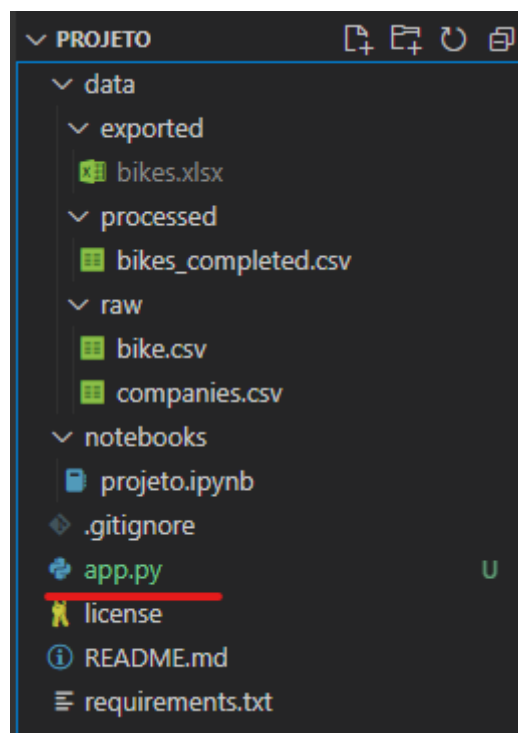 PROJETO
data
exported
bikes.xlsx
processed
bikes_completed.csv
raw
bike.csv
companies.csv
notebooks
projeto.ipynb
.gitignore
app.py U
license
README.md
requirements.txt